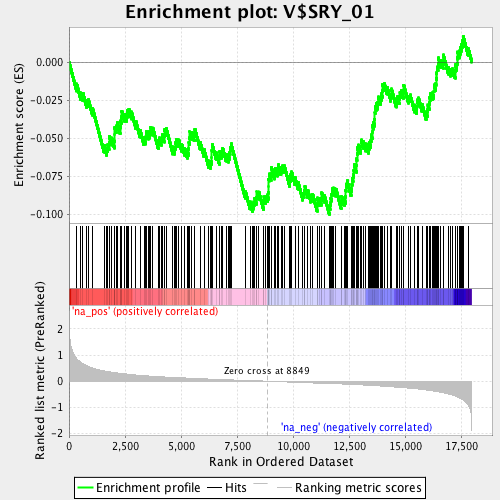 Enrichment plot: V$SRY_01
Enrichment score (ES)
0.000
-0.025
-0.050
-0.075
-0.100
'na_pos' (positively correlated)
Ranked list metric (PreRanked)
2
1
0
-1
-2
Zero cross at 8849
'na_neg' (negatively correlated)
0
2,500
5,000
7,500
10,000
12,500
15,000
17,500
Rank in Ordered Dataset
Enrichment profile
Hits
Ranking metric scores